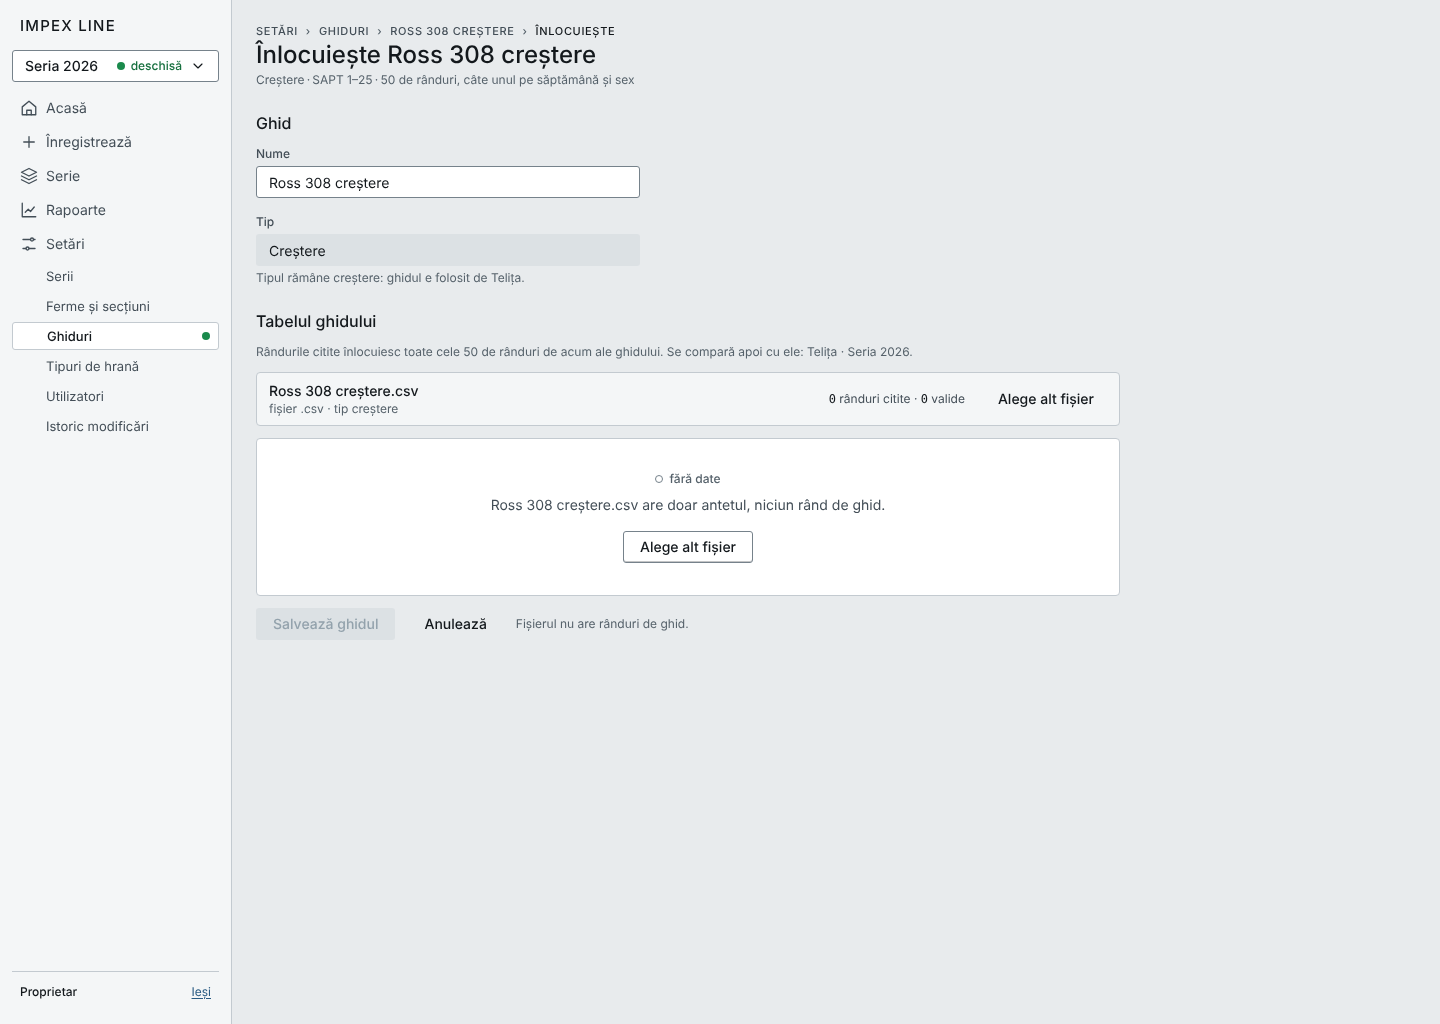 IMPEX LINE
Seria 2026 deschisă
Acasă
Înregistrează
Serie
Rapoarte
Setări
Serii
Ferme și secțiuni
Ghiduri
Tipuri de hrană
Utilizatori
Istoric modificări
Proprietar Ieși
SETĂRI › GHIDURI › ROSS 308 CREȘTERE › ÎNLOCUIEȘTE
Înlocuiește Ross 308 creștere
Creștere · SAPT 1–25 · 50 de rânduri, câte unul pe săptămână și sex
Ghid
Nume
Ross 308 creștere
Tip
Creștere
Tipul rămâne creștere: ghidul e folosit de Telița.
Tabelul ghidului
Rândurile citite înlocuiesc toate cele 50 de rânduri de acum ale ghidului. Se compară apoi cu ele: Telița · Seria 2026.
Ross 308 creștere.csv
fișier .csv · tip creștere
0 rânduri citite · 0 valide
Alege alt fișier
fără date
Ross 308 creștere.csv are doar antetul, niciun rând de ghid.
Alege alt fișier
Salvează ghidul
Anulează
Fișierul nu are rânduri de ghid.